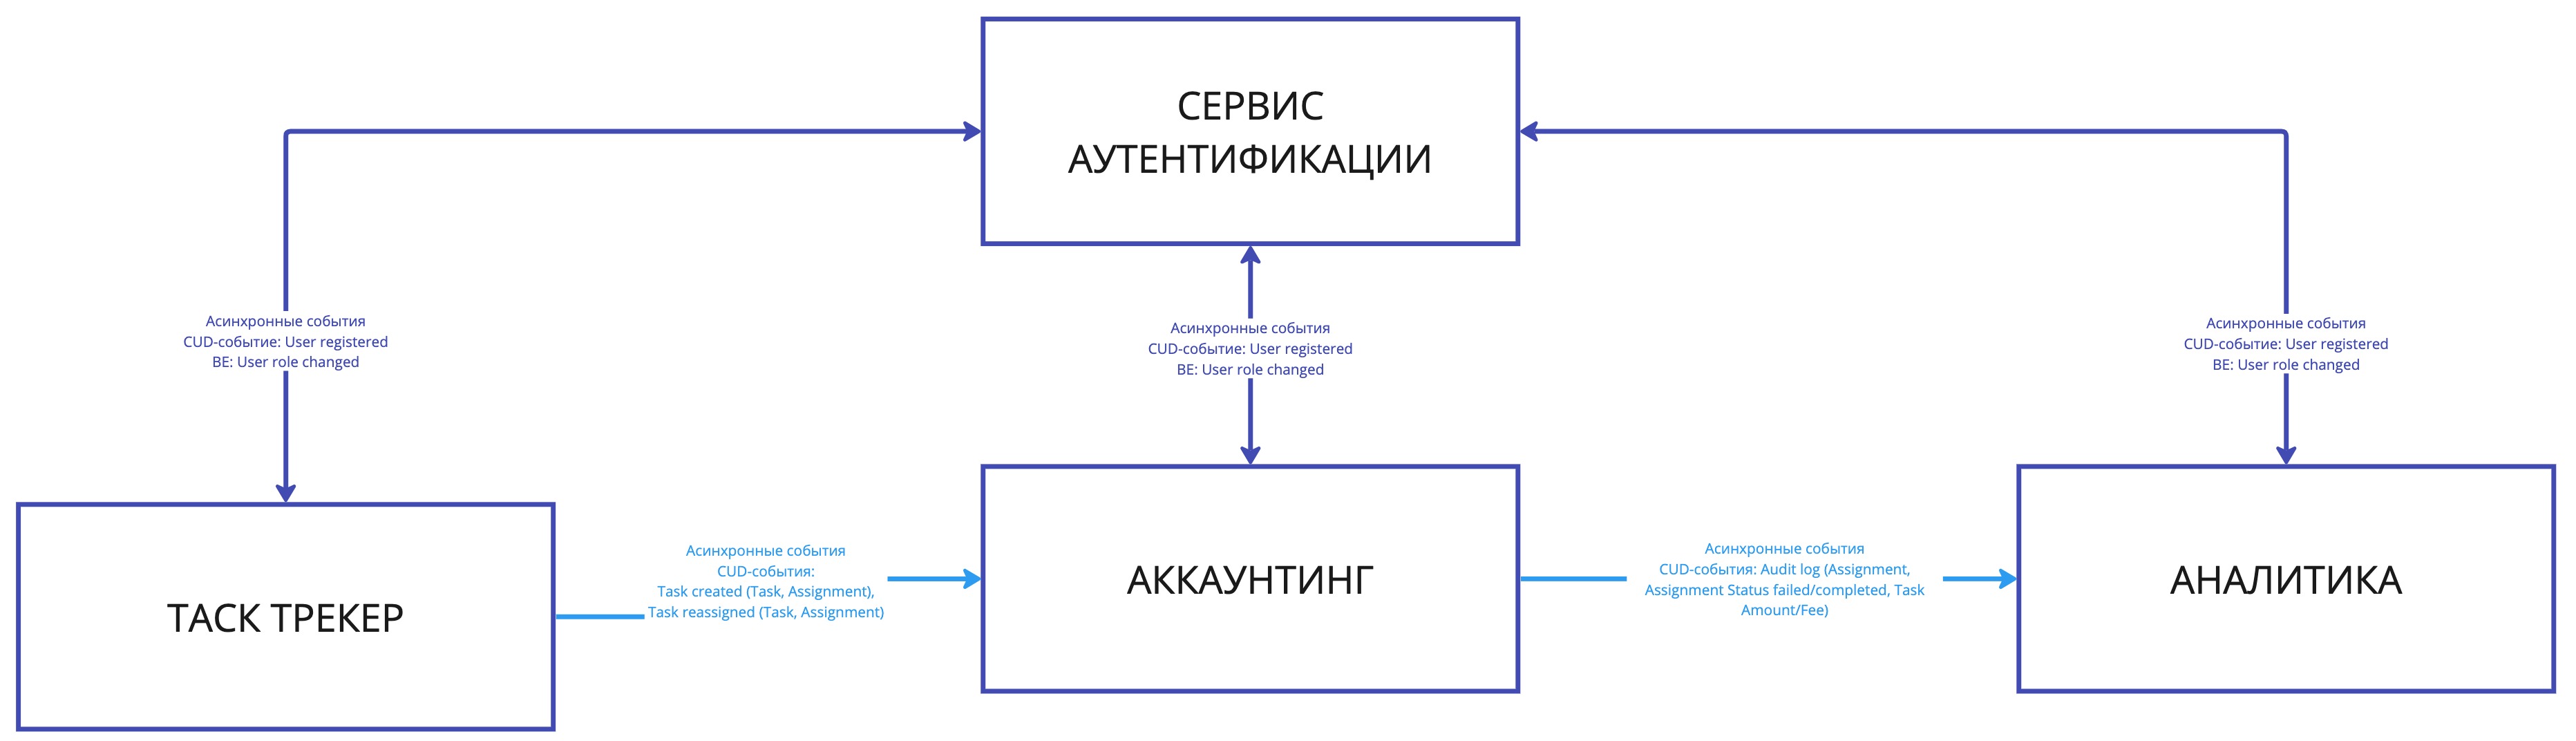 СЕРВИС
АУТЕНТИФИКАЦИИ
Асинхронные события
CUD-событие: User registered
BE: User role changed
Асинхронные события
CUD-событие: User registered
BE: User role changed
Асинхронные события
CUD-событие: User registered
BE: User role changed
ТАСК ТРЕКЕР
Асинхронные события
CUD-события:
Task created (Task, Assignment),
Task reassigned (Task, Assignment)
АККАУНТИНГ
Асинхронные события
CUD-события: Audit log (Assignment,
Assignment Status failed/completed, Task
Amount/Fee)
АНАЛИТИКА